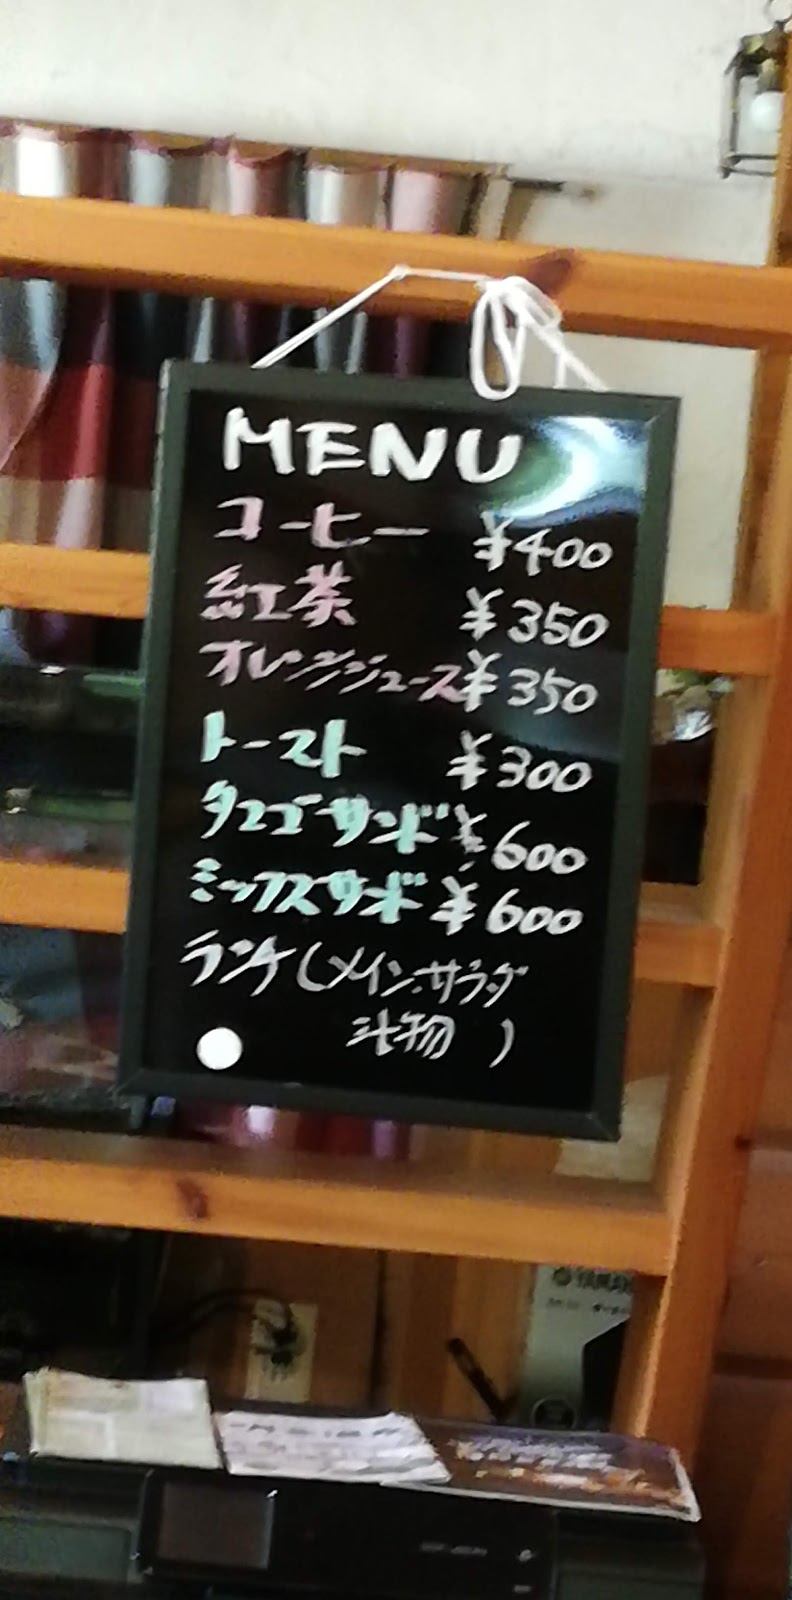 MENU
コーヒー ¥400
紅茶 ¥350
オレンジジュース ¥350
トースト ¥300
タマゴサンド ¥600
ミックスサンド ¥600
ランチ(メイン.サラダ
汁物 )
YAMAH